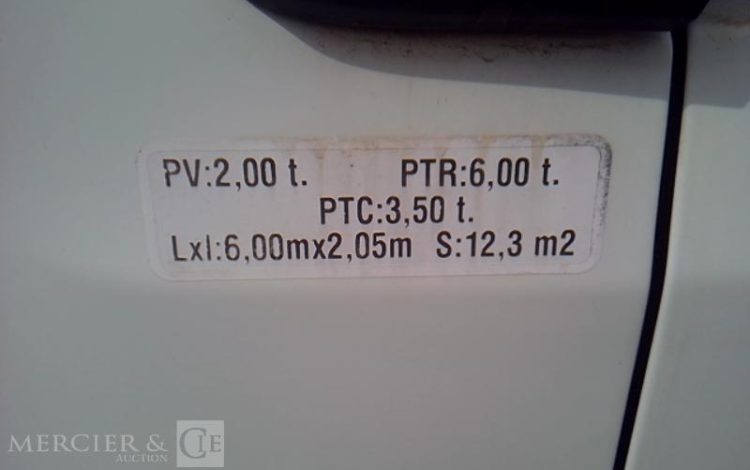 PV:2,00 t. PTR:6,00 t.
PTC:3,50 t.
Lxl:6,00mx2,05m S:12,3 m2
MERCIER & CIE
AUCTION